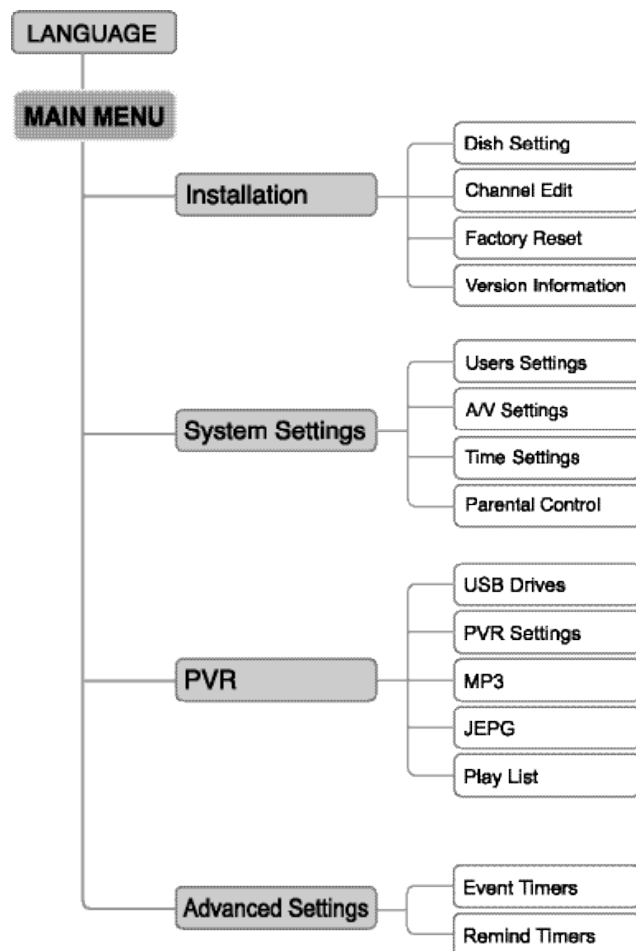 LANGUAGE
MAIN MENU
Installation
Dish Setting
Channel Edit
Factory Reset
Version Information
System Settings
Users Settings
A/V Settings
Time Settings
Parental Control
PVR
USB Drives
PVR Settings
MP3
JEPG
Play List
Advanced Settings
Event Timers
Remind Timers